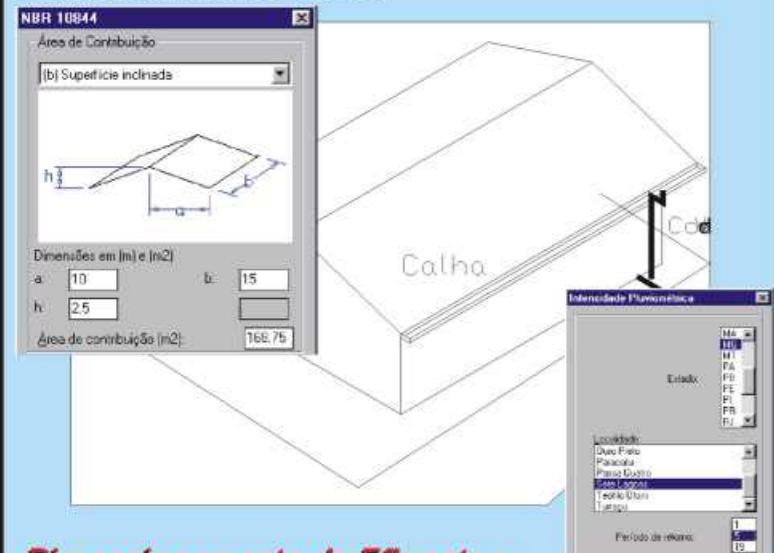 NBR 10844
Área de Contribuição
(b) Superfície inclinada
h
a
b
Dimensões em (m) e (m2)
a: 10 b: 15
h: 2.5
Área de contribuição (m2): 168.75
Calha
Intensidade Pluviométrica
MA
MG
MT
PA
PB
PE
PI
PR
RJ
Estado:
Localidade
Ouro Preto
Paracatu
Passa Quatro
Sete Lagoas
Teófilo Otoni
Período de retorno:
1
5